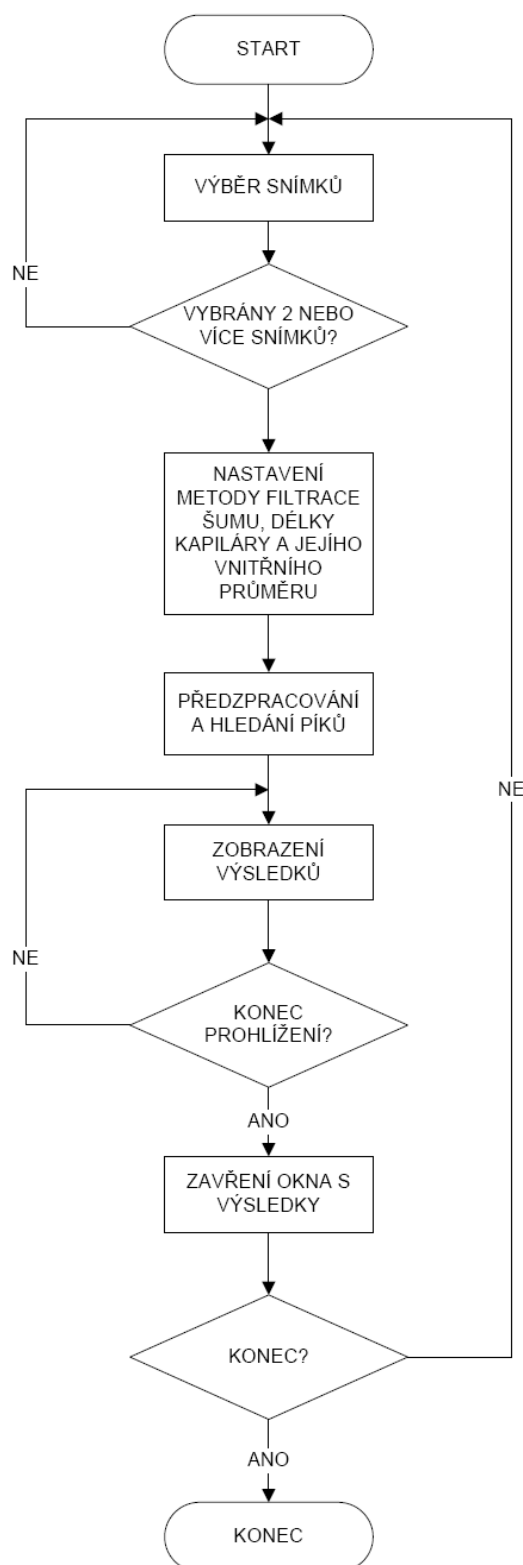 START
VÝBĚR SNÍMKŮ
NE
VYBRÁNY 2 NEBO
VÍCE SNÍMKŮ?
NASTAVENÍ
METODY FILTRACE
ŠUMU, DÉLKY
KAPILÁRY A JEJÍHO
VNITŘNÍHO
PRŮMĚRU
PŘEDZPRACOVÁNÍ
A HLEDÁNÍ PÍKŮ
NE
ZOBRAZENÍ
VÝSLEDKŮ
NE
KONEC
PROHLÍŽENÍ?
ANO
ZAVŘENÍ OKNA S
VÝSLEDKY
KONEC?
ANO
KONEC